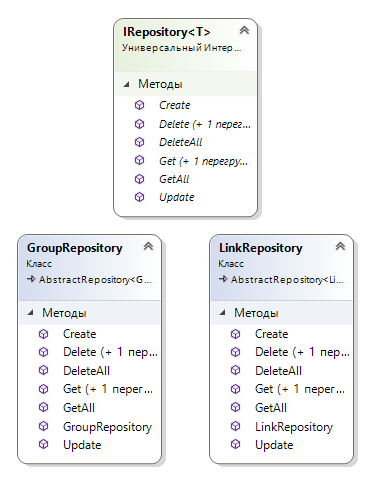 IRepository<T>
Универсальный Интер...
Методы
Create
Delete (+ 1 перег...
DeleteAll
Get (+ 1 перегру...
GetAll
Update
GroupRepository
Класс
AbstractRepository<G...
Методы
Create
Delete (+ 1 пер...
DeleteAll
Get (+ 1 перег...
GetAll
GroupRepository
Update
LinkRepository
Класс
AbstractRepository<Li...
Методы
Create
Delete (+ 1 пер...
DeleteAll
Get (+ 1 перег...
GetAll
LinkRepository
Update